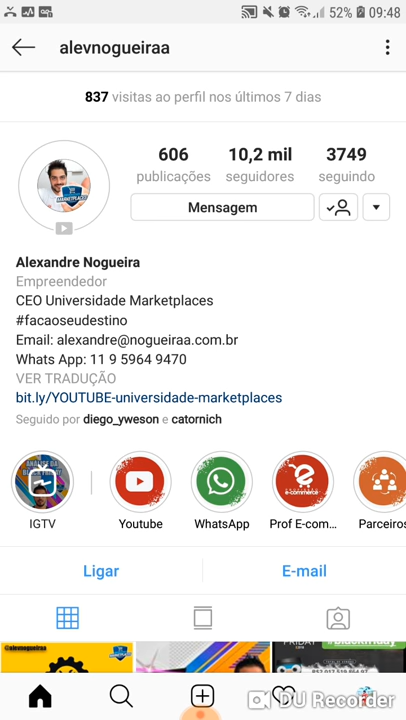 52% 09:48
alevnogueiraa
837 visitas ao perfil nos últimos 7 dias
606 10,2 mil 3749
publicações seguidores seguindo
MARKETPLACES
Mensagem
Alexandre Nogueira
Empreendedor
CEO Universidade Marketplaces
#facaoseudestino
Email: alexandre@nogueiraa.com.br
Whats App: 11 9 5964 9470
VER TRADUÇÃO
bit.ly/YOUTUBE-universidade-marketplaces
Seguido por diego_yweson e catornich
e-commerce
IGTV Youtube WhatsApp Prof E-com... Parceiros
Ligar E-mail
@alevnogueiraa
DU Recorder